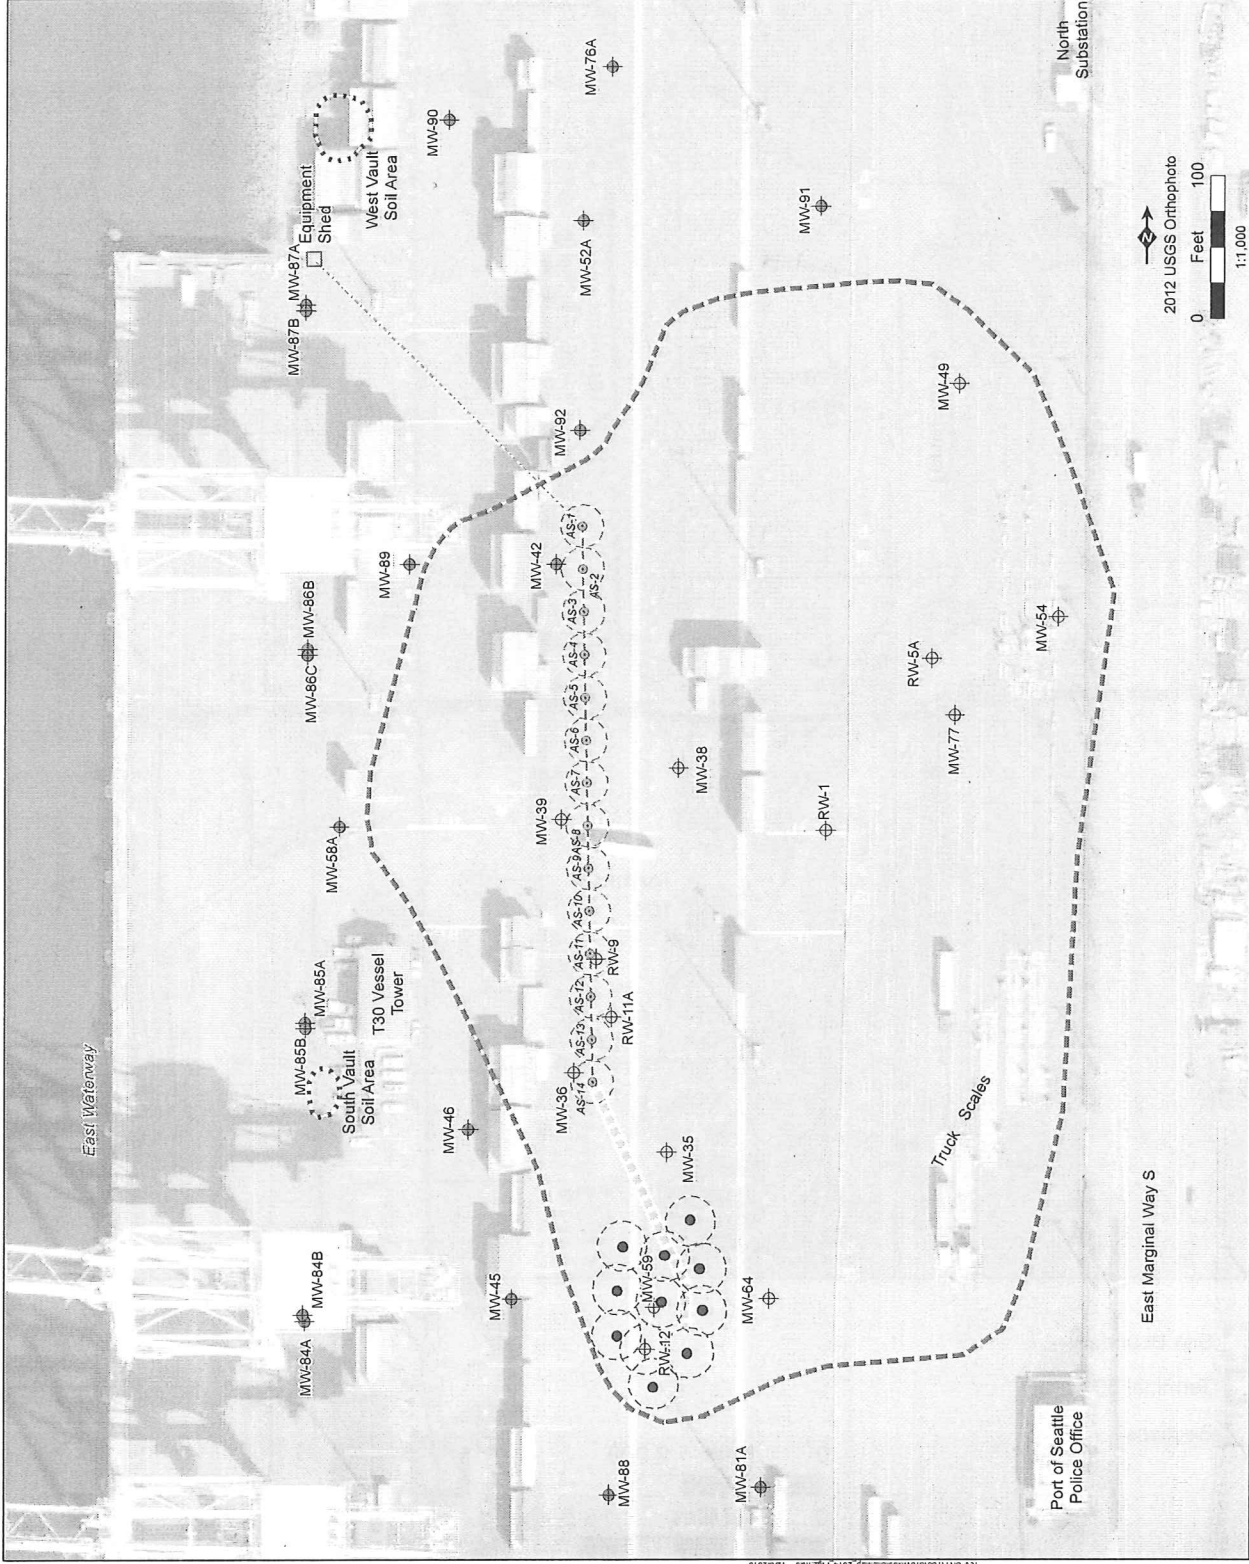 East Waterway
MW-84A
MW-84B
MW-85B
MW-85A
South Vault
Soil Area
T30 Vessel
Tower
MW-58A
MW-86C
MW-86B
MW-89
MW-87B
MW-87A
Equipment
Shed
West Vault
Soil Area
MW-90
MW-76A
MW-52A
MW-91
MW-92
MW-42
MW-46
MW-45
MW-88
MW-81A
MW-36
AS-14
AS-13
AS-12
AS-11
AS-10
AS-9
AS-8
AS-7
AS-6
AS-5
AS-4
AS-3
AS-2
AS-1
MW-39
RW-9
RW-11A
MW-35
MW-59
RW-12
MW-64
MW-38
RW-1
MW-77
RW-5A
MW-54
MW-49
Truck Scales
Port of Seattle
Police Office
East Marginal Way S
North
Substation
N
2012 USGS Orthophoto
Feet
0
100
1:1,000